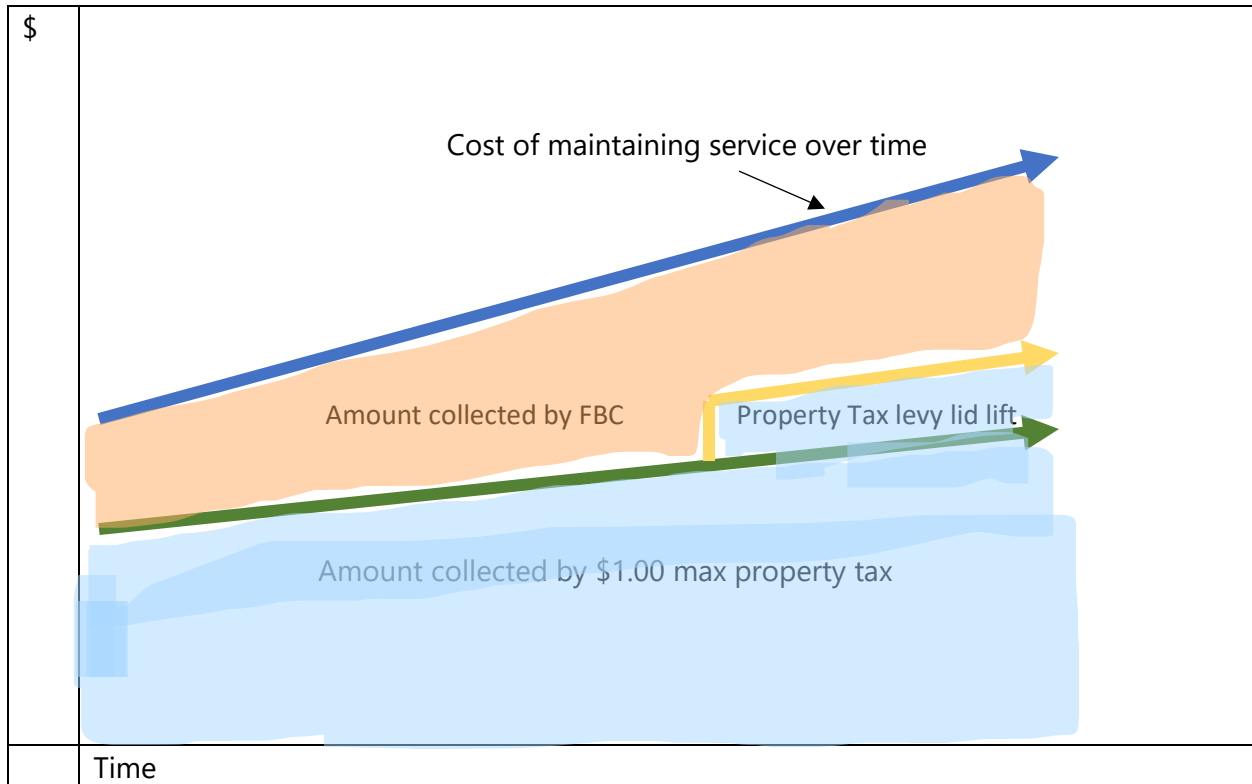 $
Cost of maintaining service over time
Amount collected by FBC
Property Tax levy lid lift
Amount collected by $1.00 max property tax
Time